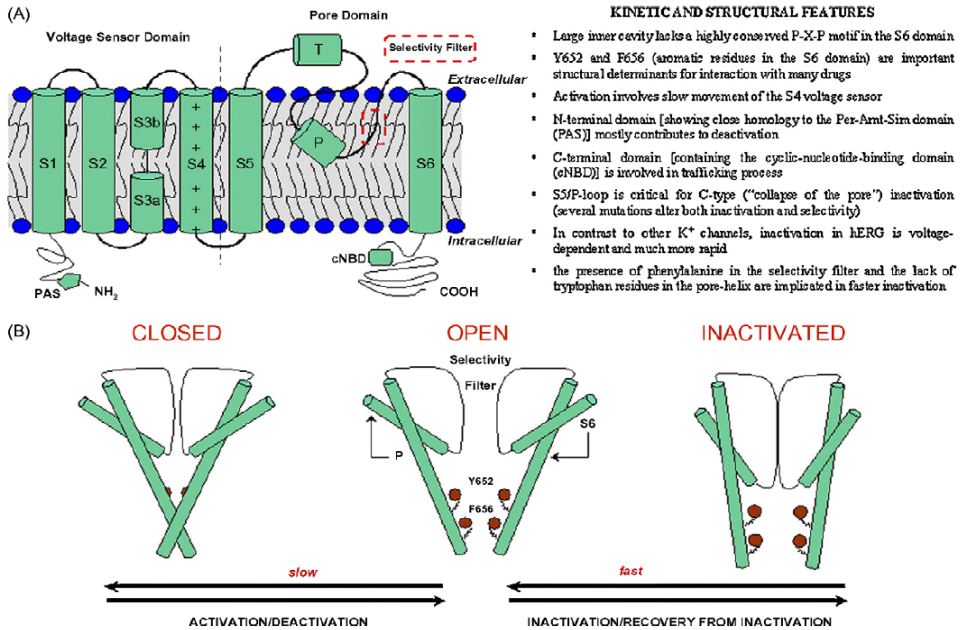 (A)
Voltage Sensor Domain
Pore Domain
T
Selectivity Filter
Extracellular
S1
S2
S3b
S3a
S4
+
+
+
+
+
+
+
S5
P
S6
Intracellular
PAS
NH2
cNBD
COOH
KINETIC AND STRUCTURAL FEATURES
• Large inner cavity lacks a highly conserved P-X-P motif in the S6 domain
• Y652 and F656 (aromatic residues in the S6 domain) are important
structural determinants for interaction with many drugs
• Activation involves slow movement of the S4 voltage sensor
• N-terminal domain [showing close homology to the Per-Arnt-Sim domain
(PAS)] mostly contributes to deactivation
• C-terminal domain [containing the cyclic-nucleotide-binding domain
(cNBD)] is involved in trafficking process
• S5/P-loop is critical for C-type ("collapse of the pore") inactivation
(several mutations alter both inactivation and selectivity)
• In contrast to other K+ channels, inactivation in hERG is voltage-
dependent and much more rapid
• the presence of phenylalanine in the selectivity filter and the lack of
tryptophan residues in the pore-helix are implicated in faster inactivation
(B)
CLOSED
OPEN
INACTIVATED
Selectivity
Filter
P
S6
Y652
F656
slow
fast
ACTIVATION/DEACTIVATION
INACTIVATION/RECOVERY FROM INACTIVATION